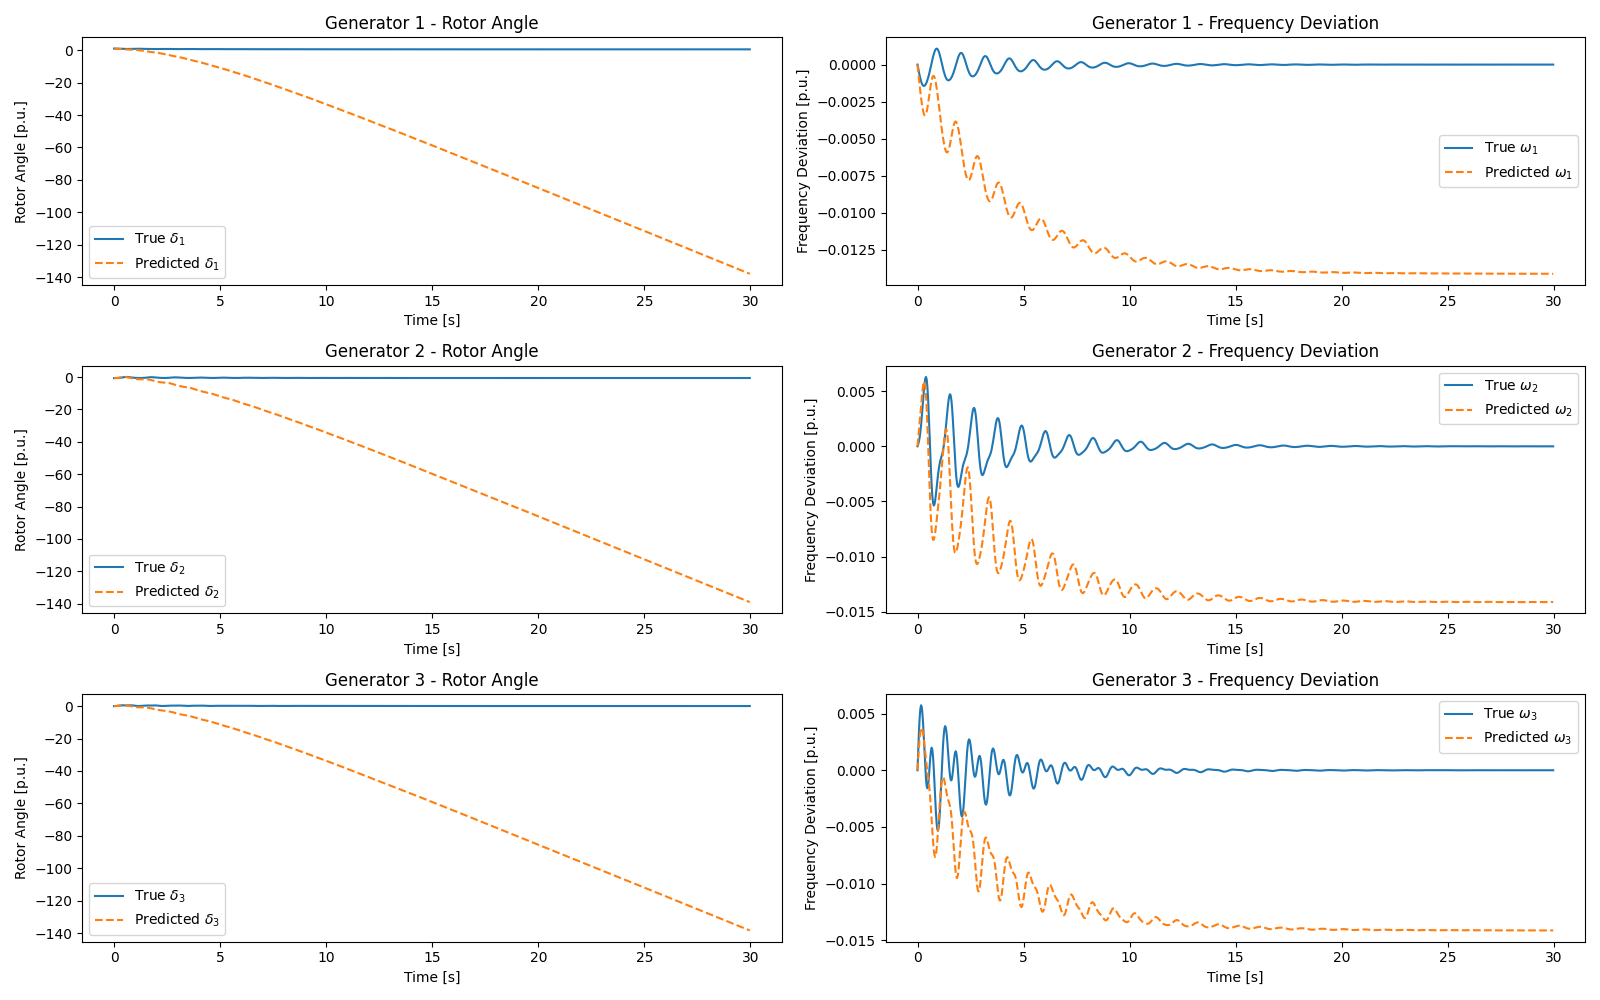 Generator 1 - Rotor Angle
Rotor Angle [p.u.]
0
−20
−40
−60
−80
−100
−120
−140
True δ1
Predicted δ1
0 5 10 15 20 25 30
Time [s]
Generator 1 - Frequency Deviation
Frequency Deviation [p.u.]
0.0000
−0.0025
−0.0050
−0.0075
−0.0100
−0.0125
True ω1
Predicted ω1
0 5 10 15 20 25 30
Time [s]
Generator 2 - Rotor Angle
Rotor Angle [p.u.]
0
−20
−40
−60
−80
−100
−120
−140
True δ2
Predicted δ2
0 5 10 15 20 25 30
Time [s]
Generator 2 - Frequency Deviation
Frequency Deviation [p.u.]
0.005
0.000
−0.005
−0.010
−0.015
True ω2
Predicted ω2
0 5 10 15 20 25 30
Time [s]
Generator 3 - Rotor Angle
Rotor Angle [p.u.]
0
−20
−40
−60
−80
−100
−120
−140
True δ3
Predicted δ3
0 5 10 15 20 25 30
Time [s]
Generator 3 - Frequency Deviation
Frequency Deviation [p.u.]
0.005
0.000
−0.005
−0.010
−0.015
True ω3
Predicted ω3
0 5 10 15 20 25 30
Time [s]